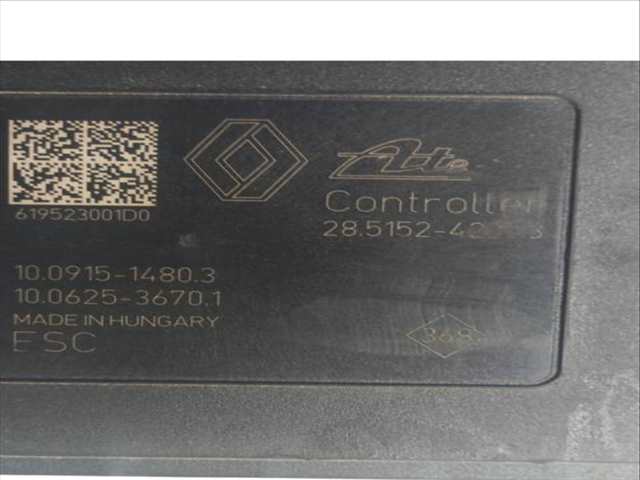 Ate
Controller
619523001D0
10.0915-1480.3
10.0625-3670.1
MADE IN HUNGARY
ESC